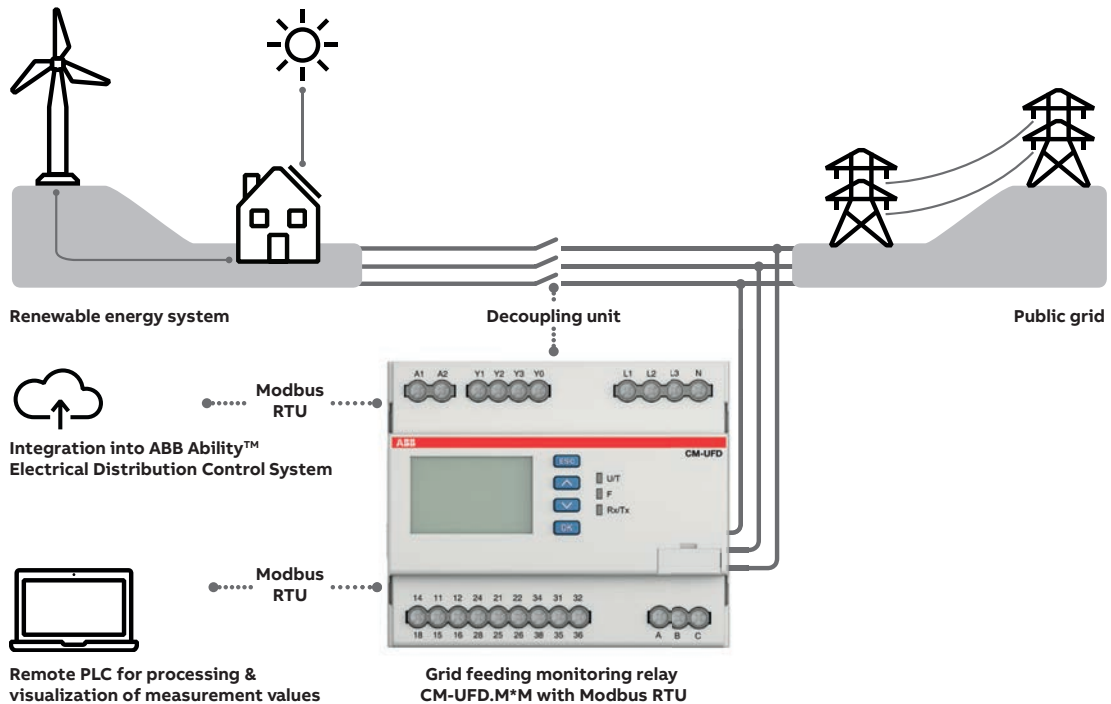 Renewable energy system
Decoupling unit
Public grid
Modbus
RTU
Integration into ABB Ability™
Electrical Distribution Control System
A1 A2 Y1 Y2 Y3 Y0 L1 L2 L3 N
ABB
CM-UFD
ESC
U/T
F
Rx/Tx
OK
Modbus
RTU
14 11 12 24 21 22 34 31 32
18 15 16 28 25 26 38 35 36 A B C
Remote PLC for processing &
visualization of measurement values
Grid feeding monitoring relay
CM-UFD.M*M with Modbus RTU